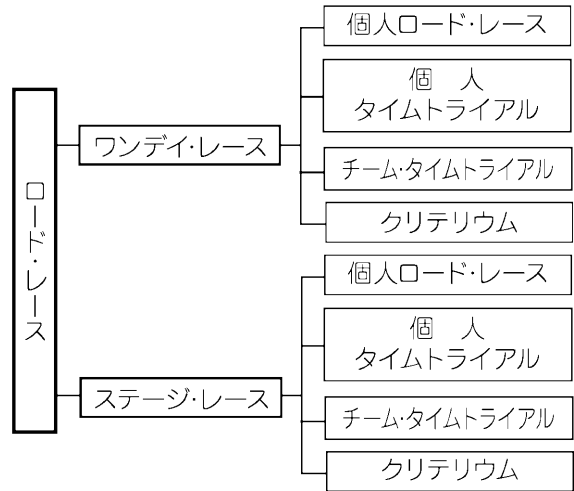 ロード・レース
ワンデイ・レース
個人ロード・レース
個　人
タイムトライアル
チーム・タイムトライアル
クリテリウム
ステージ・レース
個人ロード・レース
個　人
タイムトライアル
チーム・タイムトライアル
クリテリウム